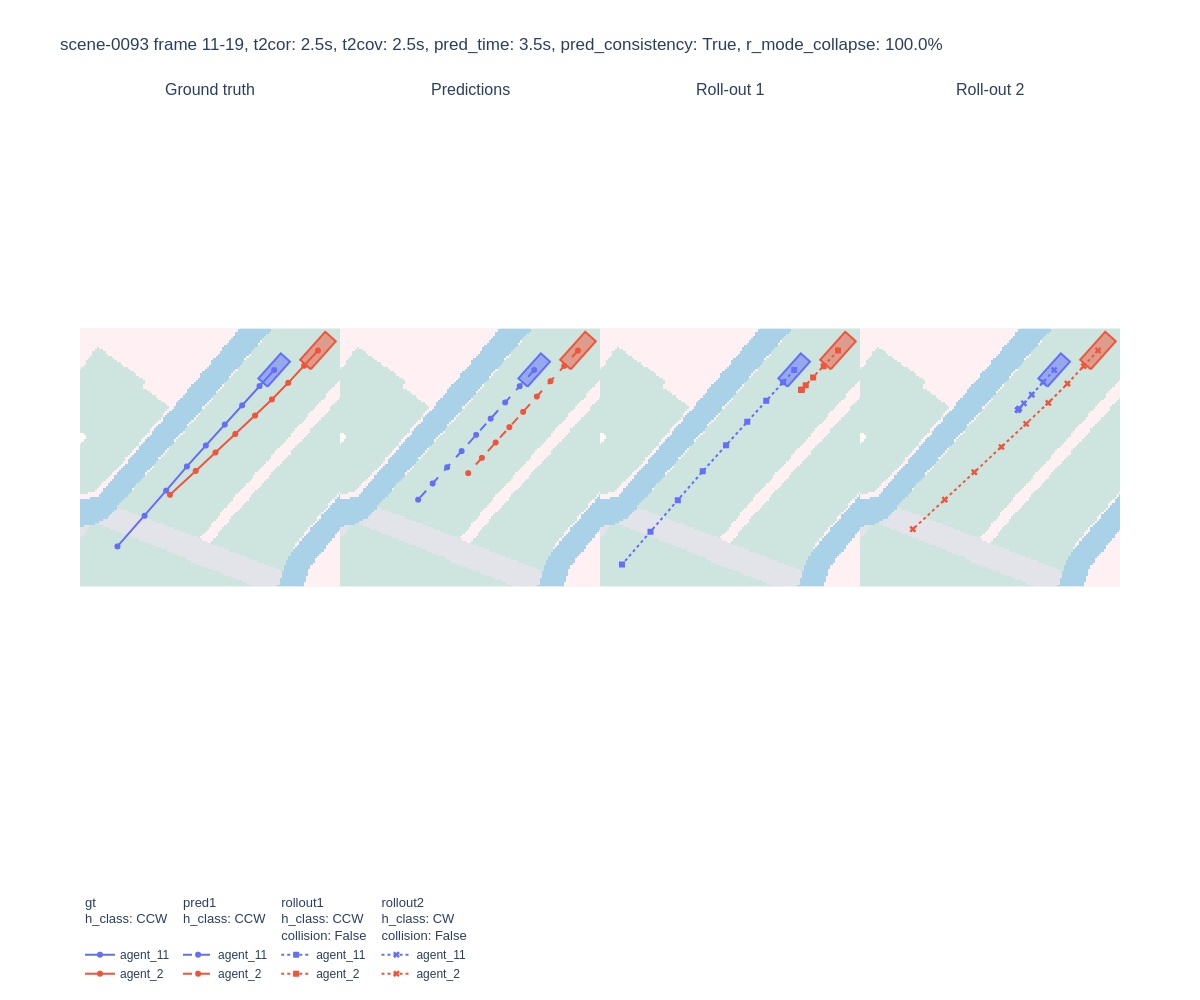 scene-0093 frame 11-19, t2cor: 2.5s, t2cov: 2.5s, pred_time: 3.5s, pred_consistency: True, r_mode_collapse: 100.0%
Ground truth
Predictions
Roll-out 1
Roll-out 2
gt
h_class: CCW
agent_11
agent_2
pred1
h_class: CCW
agent_11
agent_2
rollout1
h_class: CCW
collision: False
agent_11
agent_2
rollout2
h_class: CW
collision: False
agent_11
agent_2